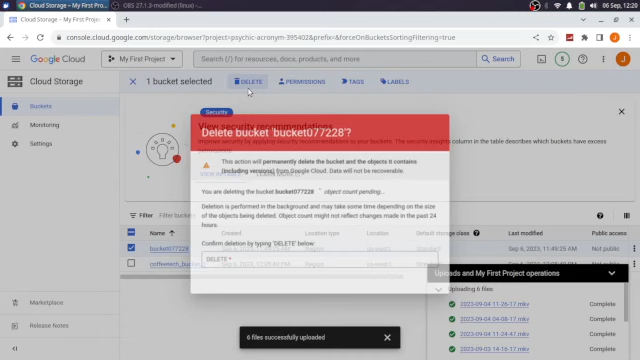 Cloud Storage - My First Proj
OBS 27.1.3-modified (linux) -
06 Sep, 12:20
Cloud Storage - My First Proj
console.cloud.google.com/storage/browser?project=psychic-acronym-395402&prefix=&forceOnBucketsSortingFiltering=true
Google Cloud
My First Project
Search (/) for resources, docs, products, and more
Search
Cloud Storage
1 bucket selected
DELETE
PERMISSIONS
TAGS
LABELS
Buckets
Monitoring
Settings
Marketplace
Release Notes
Security
View security recommendations
Delete bucket 'bucket077228'?
This action will permanently delete the bucket and the objects it contains
(including versions) from Google Cloud. Data will not be recoverable.
You are deleting the bucket bucket077228
object count pending...
Deletion is performed in the background and may take some time depending on the size
of the objects being deleted. Object count might not reflect changes made in the past 24
hours.
Confirm deletion by typing 'DELETE' below:
DELETE *
Filter
Filter buckets
Name
Created
Location type
Location
Default storage class
Last modified
Public access
bucket077228
Sep 6, 2023, 11:49:25 AM
Not public
coffeetech_bucket
Not public
Uploads and My First Project operations
Uploading 6 files
2023-09-04 11-26-17.mkv
Complete
2023-09-04 04-08-17.mkv
Complete
2023-09-04 11-24-47.mkv
Complete
2023-09-03 14-16-17.mkv
Complete
6 files successfully uploaded